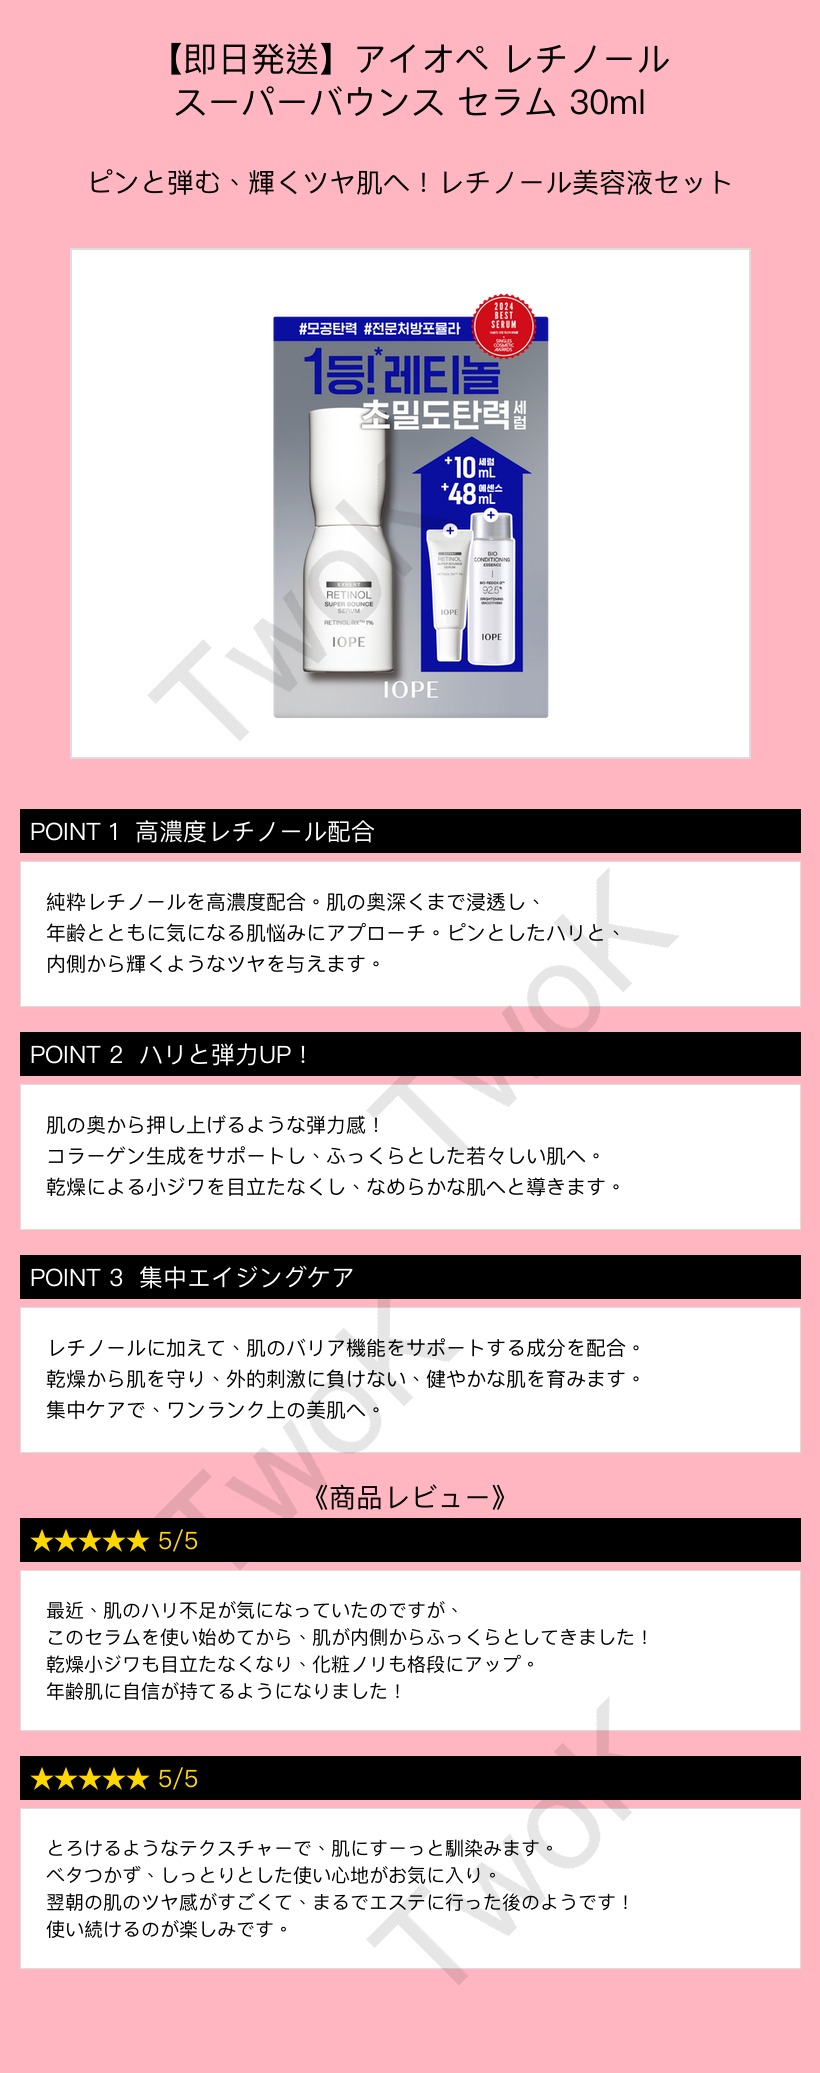 【即日発送】アイオペ レチノール
スーパーバウンス セラム 30ml
ピンと弾む、輝くツヤ肌へ！レチノール美容液セット
#모공탄력 #전문처방포뮬라
2024
BEST
SERUM
SINGLES
COSMETIC
AWARDS
1등!*레티놀
초밀도탄력세럼
+10mL 세럼
+48mL 에센스
EXPERT
RETINOL
SUPER BOUNCE
SERUM
RETINOL RX™ 1%
IOPE
EXPERT
RETINOL
SUPER BOUNCE
SERUM
IOPE
BIO
CONDITIONING
ESSENCE
BIO-REDOX.G™
92.5*
BRIGHTENING
SMOOTHING
IOPE
IOPE
TwoK
POINT 1 高濃度レチノール配合
純粋レチノールを高濃度配合。肌の奥深くまで浸透し、
年齢とともに気になる肌悩みにアプローチ。ピンとしたハリと、
内側から輝くようなツヤを与えます。
TwoK
POINT 2 ハリと弾力UP！
肌の奥から押し上げるような弾力感！
コラーゲン生成をサポートし、ふっくらとした若々しい肌へ。
乾燥による小ジワを目立たなくし、なめらかな肌へと導きます。
POINT 3 集中エイジングケア
レチノールに加えて、肌のバリア機能をサポートする成分を配合。
乾燥から肌を守り、外的刺激に負けない、健やかな肌を育みます。
集中ケアで、ワンランク上の美肌へ。
TwoK
《商品レビュー》
★★★★★ 5/5
最近、肌のハリ不足が気になっていたのですが、
このセラムを使い始めてから、肌が内側からふっくらとしてきました！
乾燥小ジワも目立たなくなり、化粧ノリも格段にアップ。
年齢肌に自信が持てるようになりました！
★★★★★ 5/5
とろけるようなテクスチャーで、肌にすーっと馴染みます。
ベタつかず、しっとりとした使い心地がお気に入り。
翌朝の肌のツヤ感がすごくて、まるでエステに行った後のようです！
使い続けるのが楽しみです。
TwoK